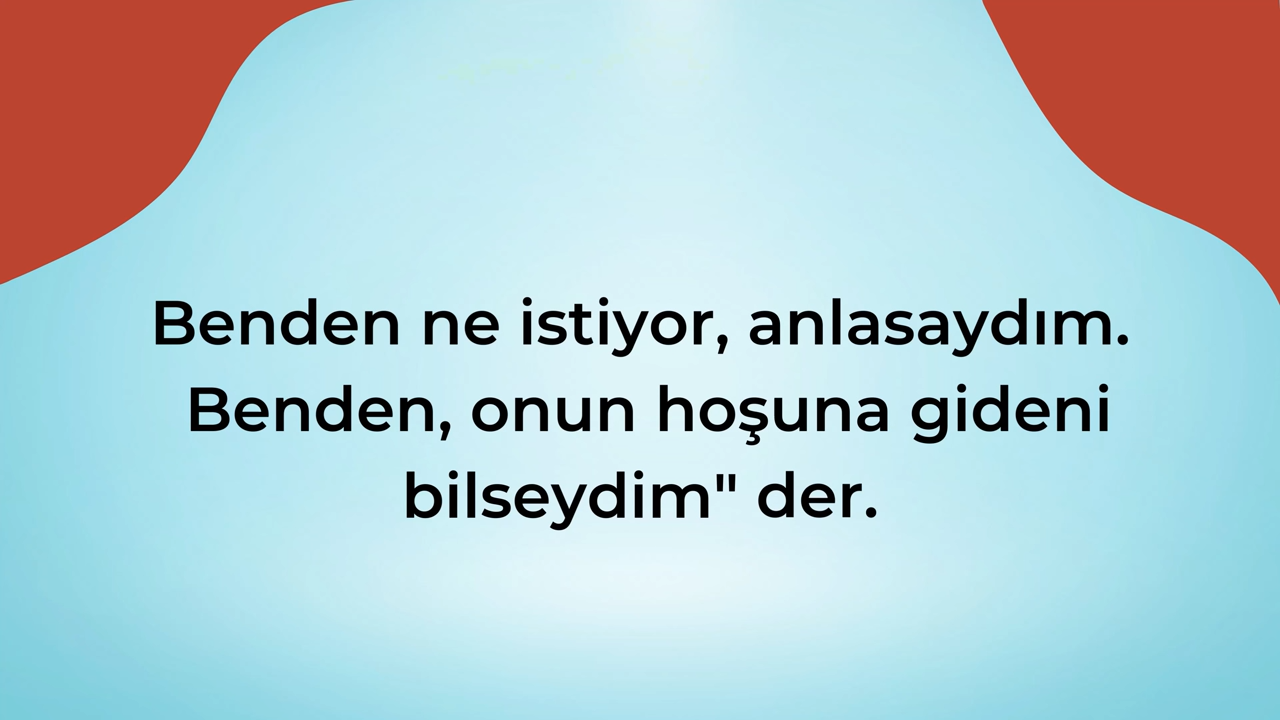 Benden ne istiyor, anlasaydım.
Benden, onun hoşuna gideni
bilseydim" der.